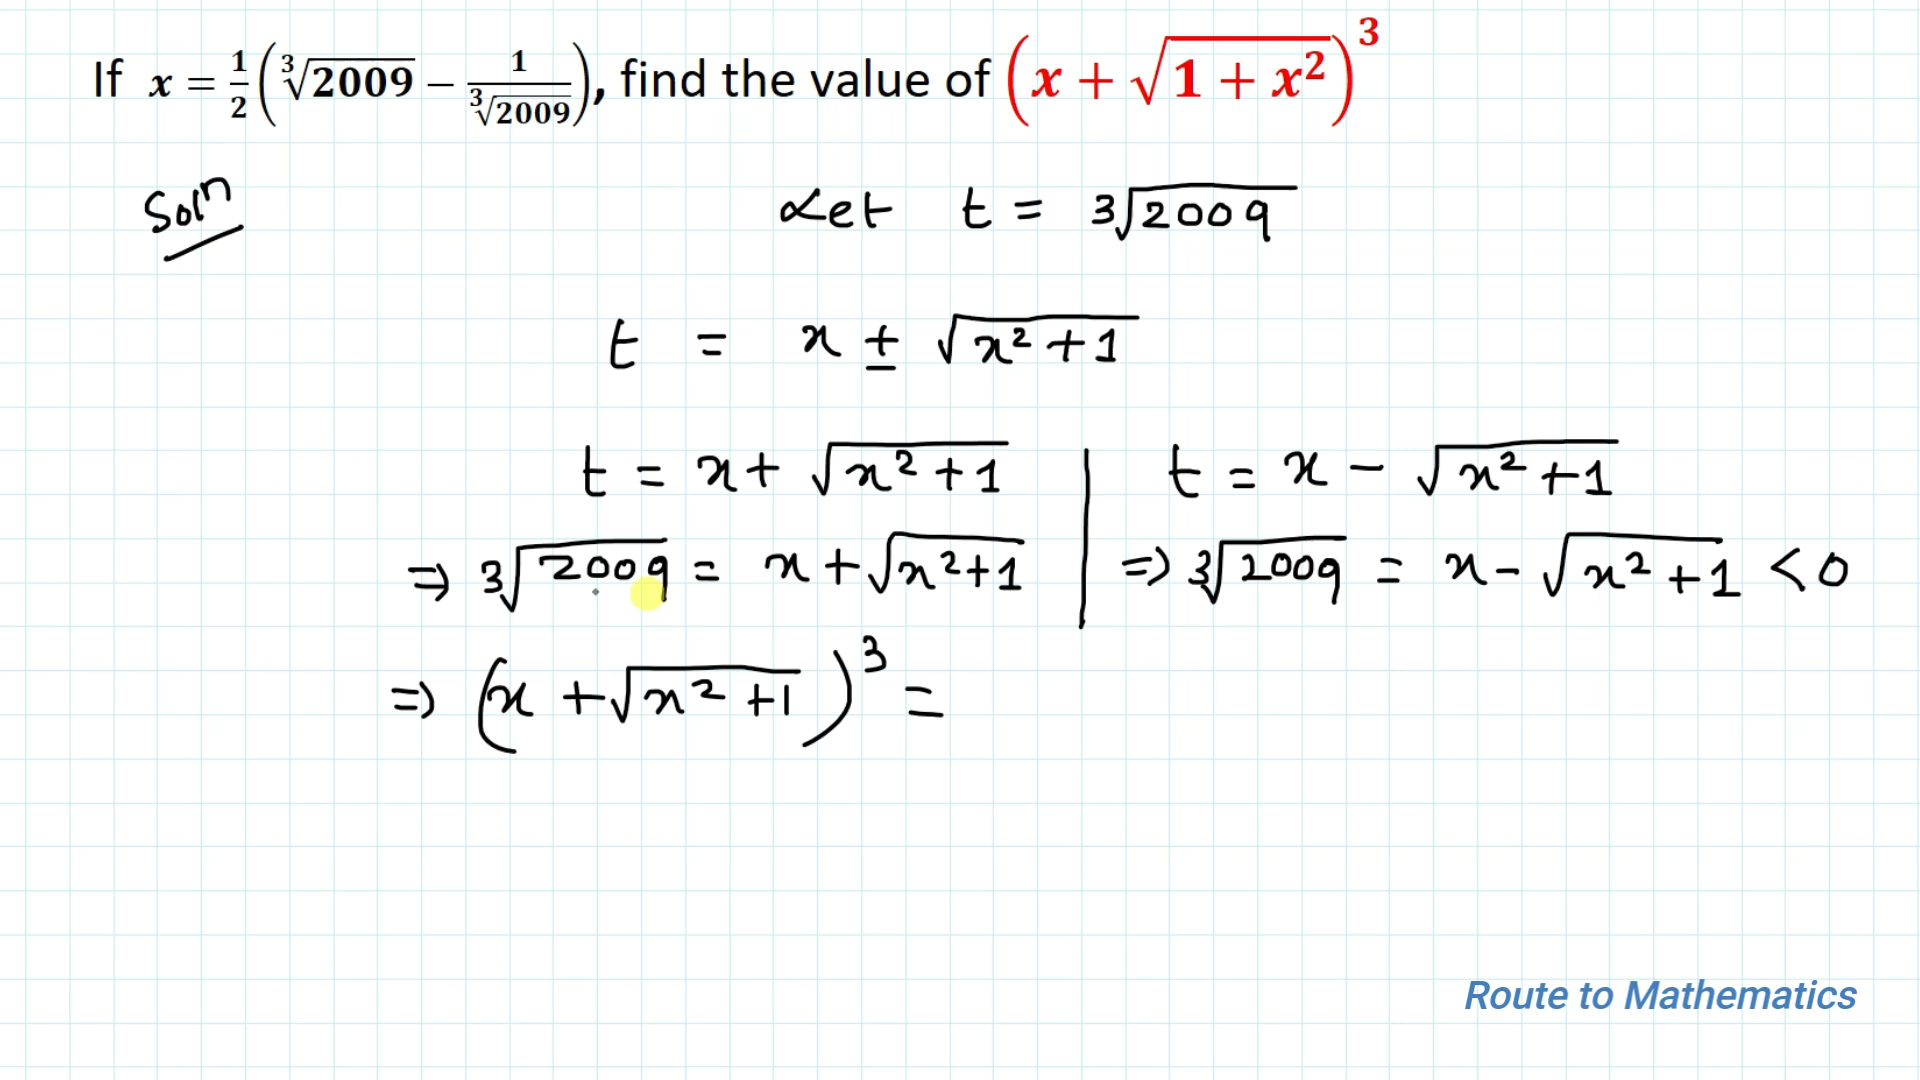 If x = 1/2 (∛2009 − 1/∛2009), find the value of (x + √(1 + x²))³
Soln
Let t = ∛2009
t = x ± √(x² + 1)
t = x + √(x² + 1) | t = x − √(x² + 1)
⇒ ∛2009 = x + √(x² + 1) | ⇒ ∛2009 = x − √(x² + 1) < 0
⇒ (x + √(x² + 1))³ =
Route to Mathematics